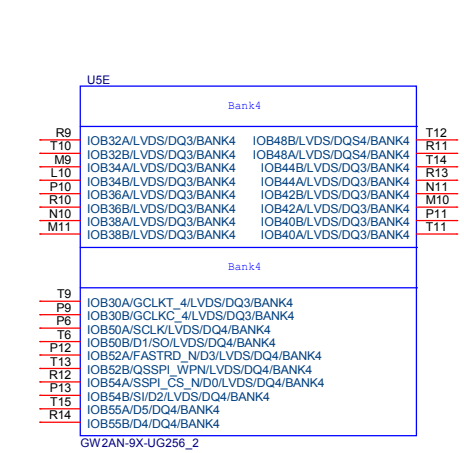 U5E
Bank4
R9 IOB32A/LVDS/DQ3/BANK4 IOB48B/LVDS/DQS4/BANK4 T12
T10 IOB32B/LVDS/DQ3/BANK4 IOB48A/LVDS/DQS4/BANK4 R11
M9 IOB34A/LVDS/DQ3/BANK4 IOB44B/LVDS/DQ3/BANK4 T14
L10 IOB34B/LVDS/DQ3/BANK4 IOB44A/LVDS/DQ3/BANK4 R13
P10 IOB36A/LVDS/DQ3/BANK4 IOB42B/LVDS/DQ3/BANK4 N11
R10 IOB36B/LVDS/DQ3/BANK4 IOB42A/LVDS/DQ3/BANK4 M10
N10 IOB38A/LVDS/DQ3/BANK4 IOB40B/LVDS/DQ3/BANK4 P11
M11 IOB38B/LVDS/DQ3/BANK4 IOB40A/LVDS/DQ3/BANK4 T11
Bank4
T9 IOB30A/GCLKT_4/LVDS/DQ3/BANK4
P9 IOB30B/GCLKC_4/LVDS/DQ3/BANK4
P6 IOB50A/SCLK/LVDS/DQ4/BANK4
T6 IOB50B/D1/SO/LVDS/DQ4/BANK4
P12 IOB52A/FASTRD_N/D3/LVDS/DQ4/BANK4
T13 IOB52B/QSSPI_WPN/LVDS/DQ4/BANK4
R12 IOB54A/SSPI_CS_N/D0/LVDS/DQ4/BANK4
P13 IOB54B/SI/D2/LVDS/DQ4/BANK4
T15 IOB55A/D5/DQ4/BANK4
R14 IOB55B/D4/DQ4/BANK4
GW2AN-9X-UG256_2